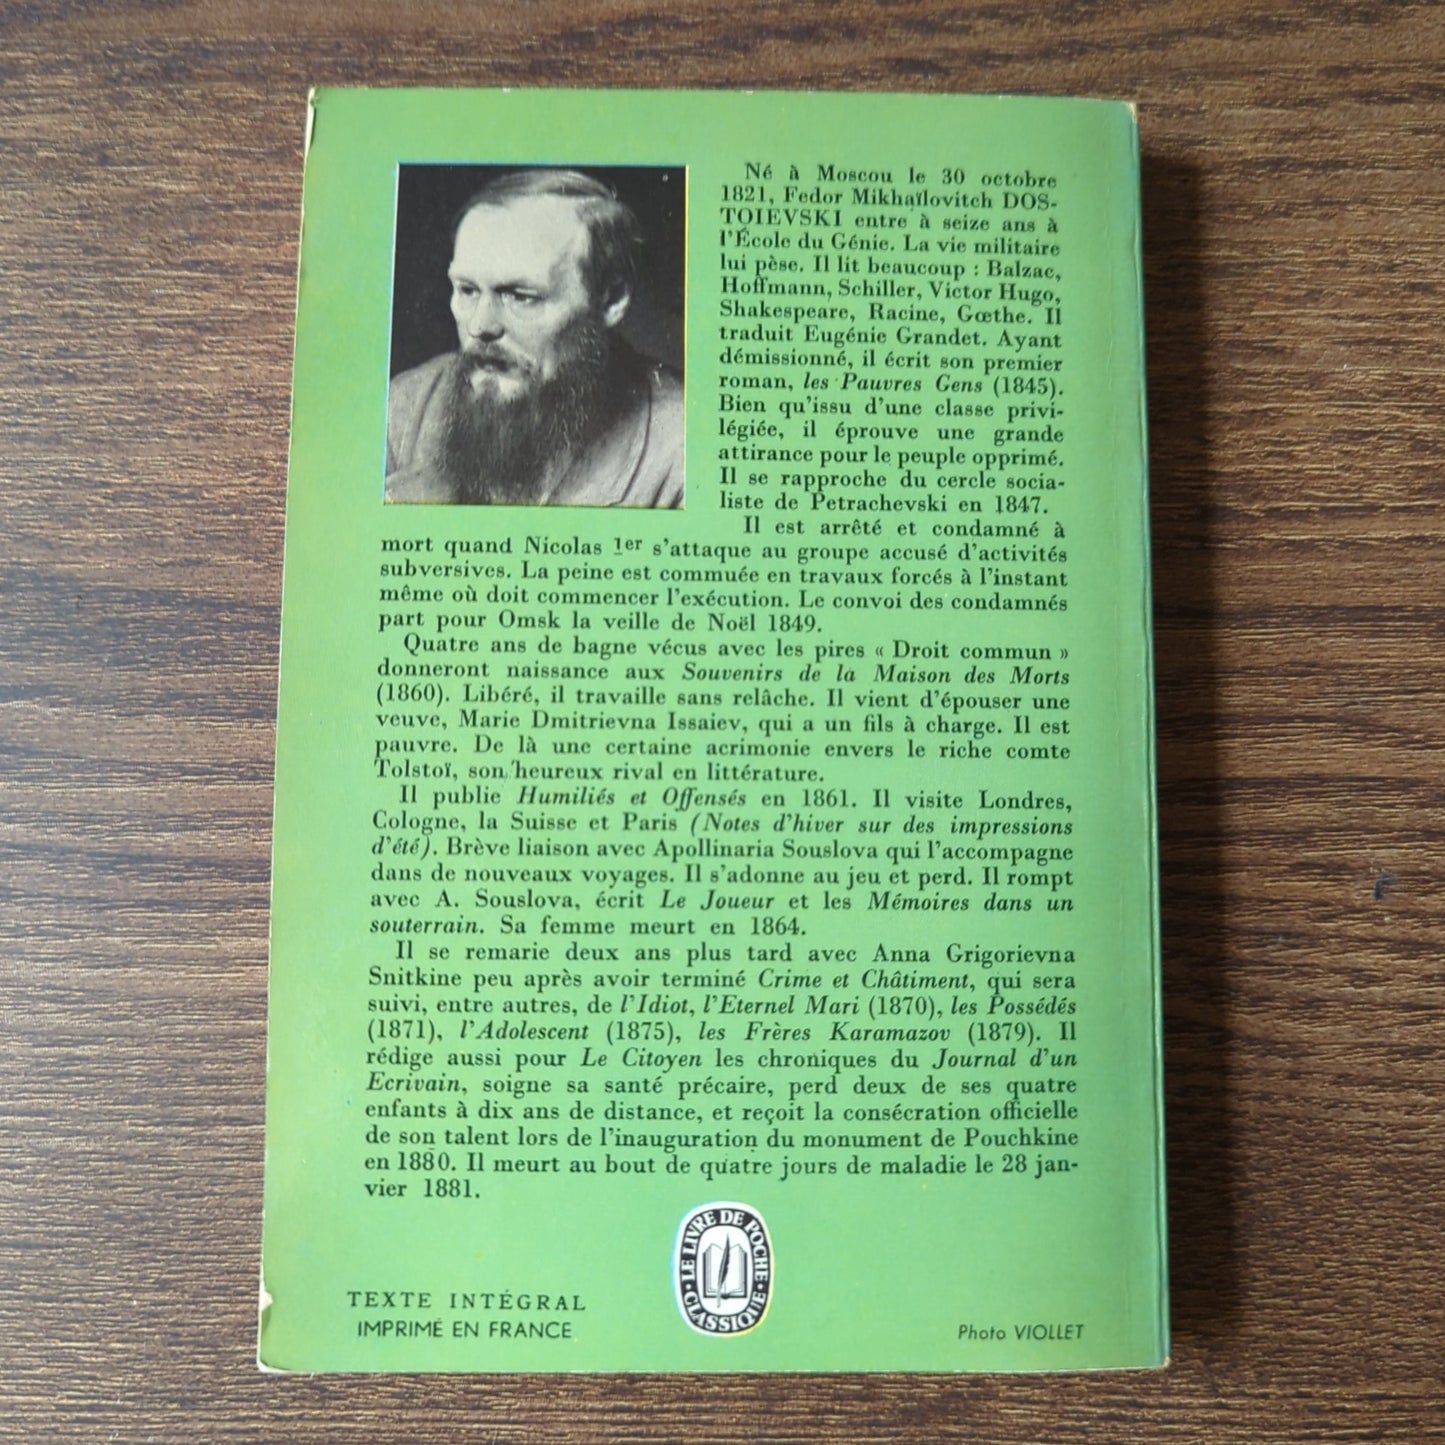 Né à Moscou le 30 octobre
1821, Fedor Mikhaïlovitch DOS-
TOIEVSKI entre à seize ans à
l'École du Génie. La vie militaire
lui pèse. Il lit beaucoup : Balzac,
Hoffmann, Schiller, Victor Hugo,
Shakespeare, Racine, Gœthe. Il
traduit Eugénie Grandet. Ayant
démissionné, il écrit son premier
roman, les Pauvres Gens (1845).
Bien qu'issu d'une classe privi-
légiée, il éprouve une grande
attirance pour le peuple opprimé.
Il se rapproche du cercle socia-
liste de Petrachevski en 1847.
Il est arrêté et condamné à
mort quand Nicolas 1er s'attaque au groupe accusé d'activités
subversives. La peine est commuée en travaux forcés à l'instant
même où doit commencer l'exécution. Le convoi des condamnés
part pour Omsk la veille de Noël 1849.
Quatre ans de bagne vécus avec les pires « Droit commun »
donneront naissance aux Souvenirs de la Maison des Morts
(1860). Libéré, il travaille sans relâche. Il vient d'épouser une
veuve, Marie Dmitrievna Issaiev, qui a un fils à charge. Il est
pauvre. De là une certaine acrimonie envers le riche comte
Tolstoï, son heureux rival en littérature.
Il publie Humiliés et Offensés en 1861. Il visite Londres,
Cologne, la Suisse et Paris (Notes d'hiver sur des impressions
d'été). Brève liaison avec Apollinaria Souslova qui l'accompagne
dans de nouveaux voyages. Il s'adonne au jeu et perd. Il rompt
avec A. Souslova, écrit Le Joueur et les Mémoires dans un
souterrain. Sa femme meurt en 1864.
Il se remarie deux ans plus tard avec Anna Grigorievna
Snitkine peu après avoir terminé Crime et Châtiment, qui sera
suivi, entre autres, de l'Idiot, l'Eternel Mari (1870), les Possédés
(1871), l'Adolescent (1875), les Frères Karamazov (1879). Il
rédige aussi pour Le Citoyen les chroniques du Journal d'un
Ecrivain, soigne sa santé précaire, perd deux de ses quatre
enfants à dix ans de distance, et reçoit la consécration officielle
de son talent lors de l'inauguration du monument de Pouchkine
en 1880. Il meurt au bout de quatre jours de maladie le 28 jan-
vier 1881.
LE LIVRE DE POCHE
CLASSIQUE
TEXTE INTÉGRAL
IMPRIMÉ EN FRANCE
Photo VIOLLET